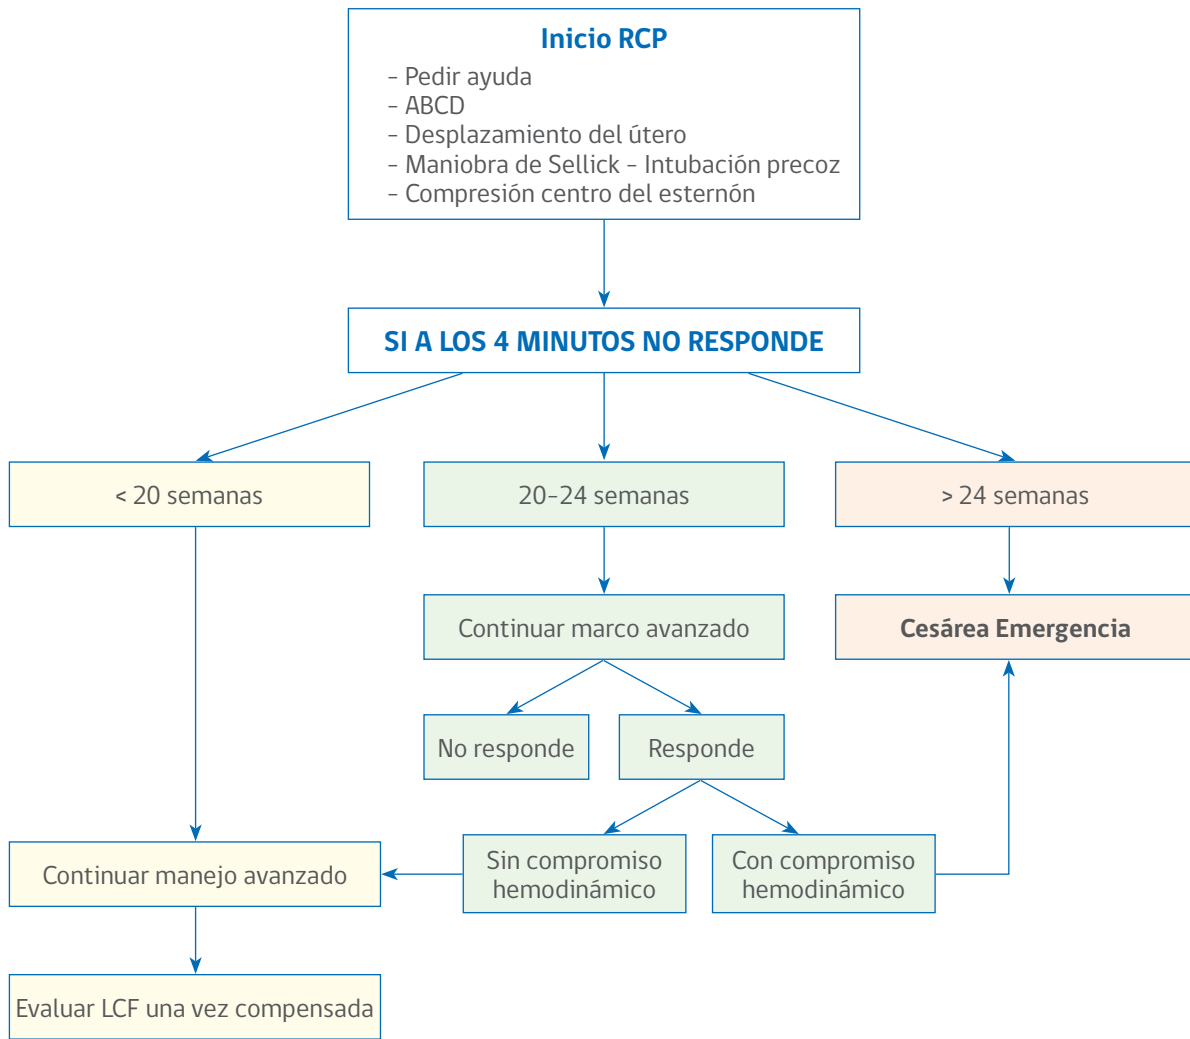 Inicio RCP
– Pedir ayuda
– ABCD
– Desplazamiento del útero
– Maniobra de Sellick – Intubación precoz
– Compresión centro del esternón
SI A LOS 4 MINUTOS NO RESPONDE
< 20 semanas
20–24 semanas
> 24 semanas
Continuar marco avanzado
Cesárea Emergencia
No responde
Responde
Sin compromiso
hemodinámico
Con compromiso
hemodinámico
Continuar manejo avanzado
Evaluar LCF una vez compensada